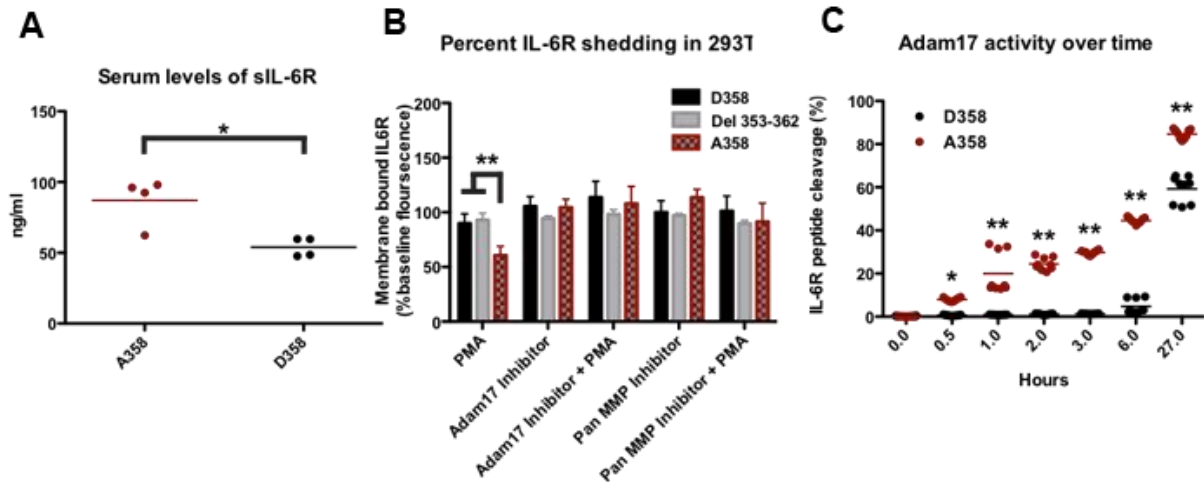 A
Serum levels of sIL-6R
150
100
50
0
ng/ml
*
A358
D358
B
Percent IL-6R shedding in 293T
200
150
100
50
0
Membrane bound IL6R
(%baseline floursecence)
**
D358
Del 353-362
A358
PMA
Adam17 Inhibitor
Adam17 Inhibitor + PMA
Pan MMP Inhibitor
Pan MMP Inhibitor + PMA
C
Adam17 activity over time
100
80
60
40
20
0
IL-6R peptide cleavage (%)
D358
A358
*
**
**
**
**
**
0.0
0.5
1.0
2.0
3.0
6.0
27.0
Hours